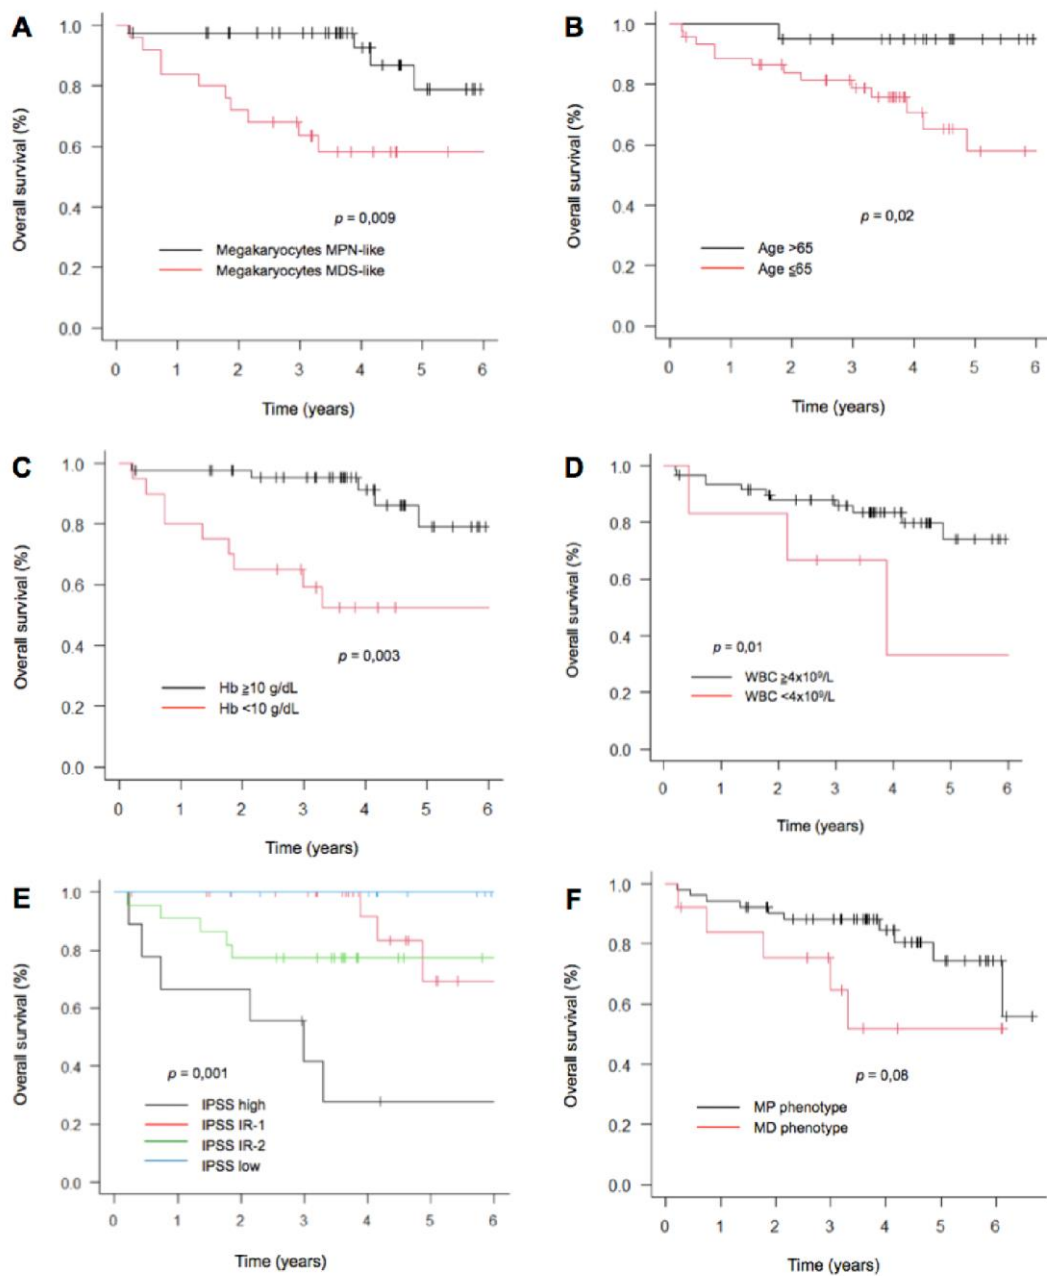 A
Overall survival (%)
1.0
0.8
0.6
0.4
0.2
0.0
p = 0,009
Megakaryocytes MPN-like
Megakaryocytes MDS-like
0 1 2 3 4 5 6
Time (years)
B
Overall survival (%)
1.0
0.8
0.6
0.4
0.2
0.0
p = 0,02
Age >65
Age ≦65
0 1 2 3 4 5 6
Time (years)
C
Overall survival (%)
1.0
0.8
0.6
0.4
0.2
0.0
p = 0,003
Hb ≧10 g/dL
Hb <10 g/dL
0 1 2 3 4 5 6
Time (years)
D
Overall survival (%)
1.0
0.8
0.6
0.4
0.2
0.0
p = 0,01
WBC ≧4x10⁹/L
WBC <4x10⁹/L
0 1 2 3 4 5 6
Time (years)
E
Overall survival (%)
1.0
0.8
0.6
0.4
0.2
0.0
p = 0,001
IPSS high
IPSS IR-1
IPSS IR-2
IPSS low
0 1 2 3 4 5 6
Time (years)
F
Overall survival (%)
1.0
0.8
0.6
0.4
0.2
0.0
p = 0,08
MP phenotype
MD phenotype
0 1 2 3 4 5 6
Time (years)